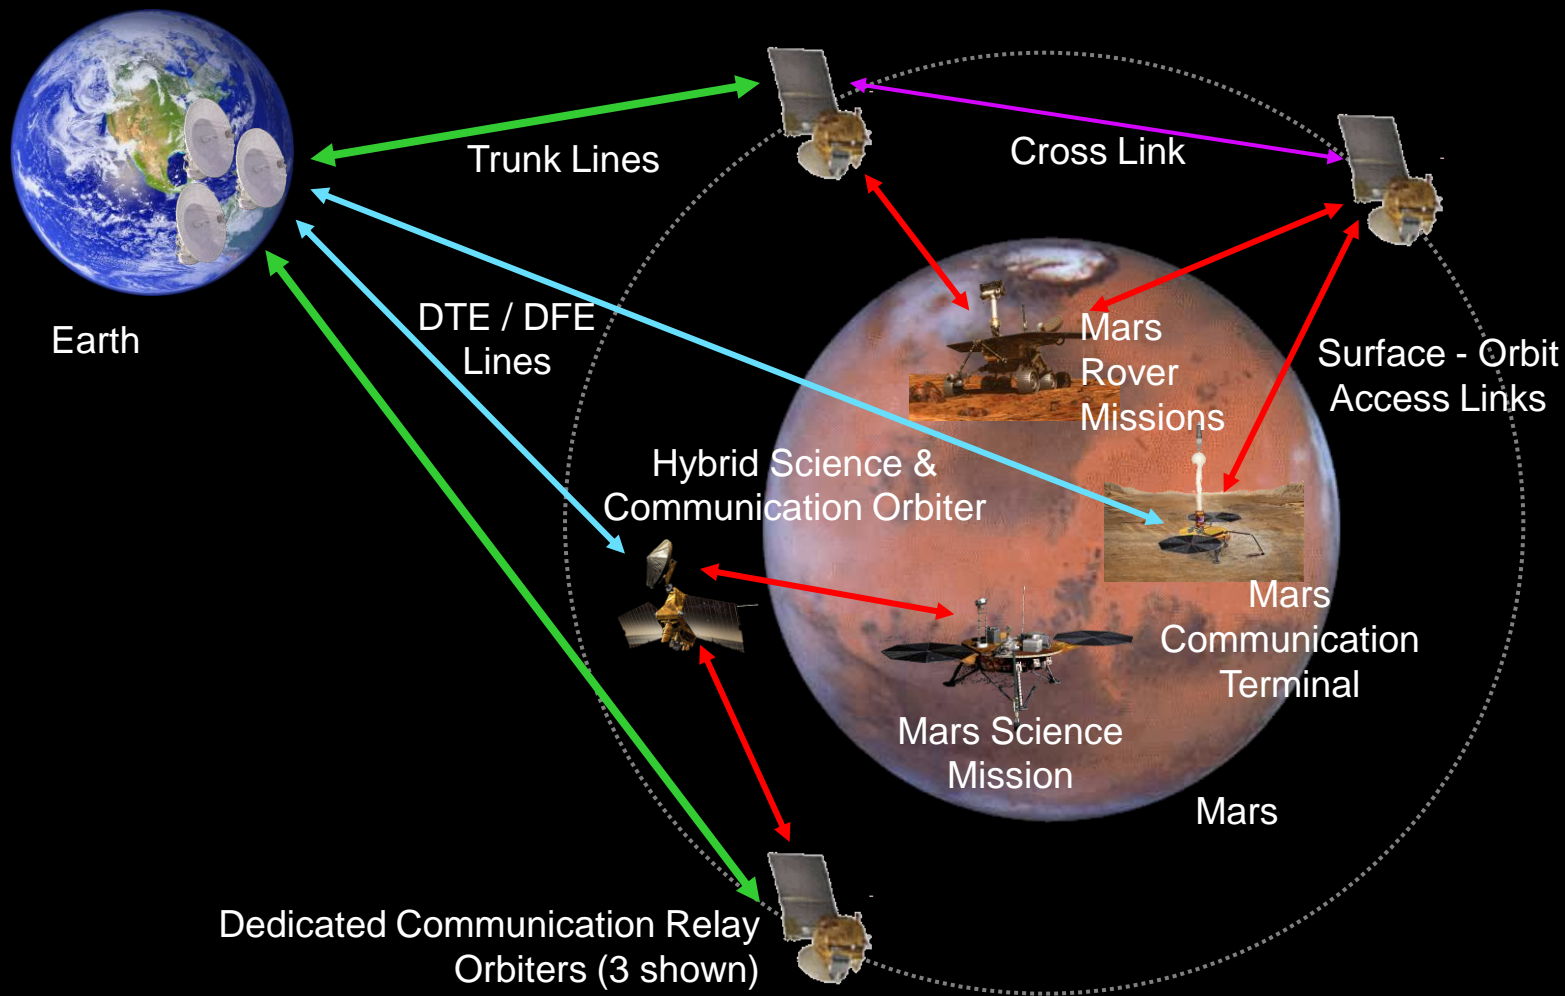 Trunk Lines
Cross Link
Earth
DTE / DFE
Lines
Mars
Rover
Missions
Surface - Orbit
Access Links
Hybrid Science &
Communication Orbiter
Mars
Communication
Terminal
Mars Science
Mission
Mars
Dedicated Communication Relay
Orbiters (3 shown)